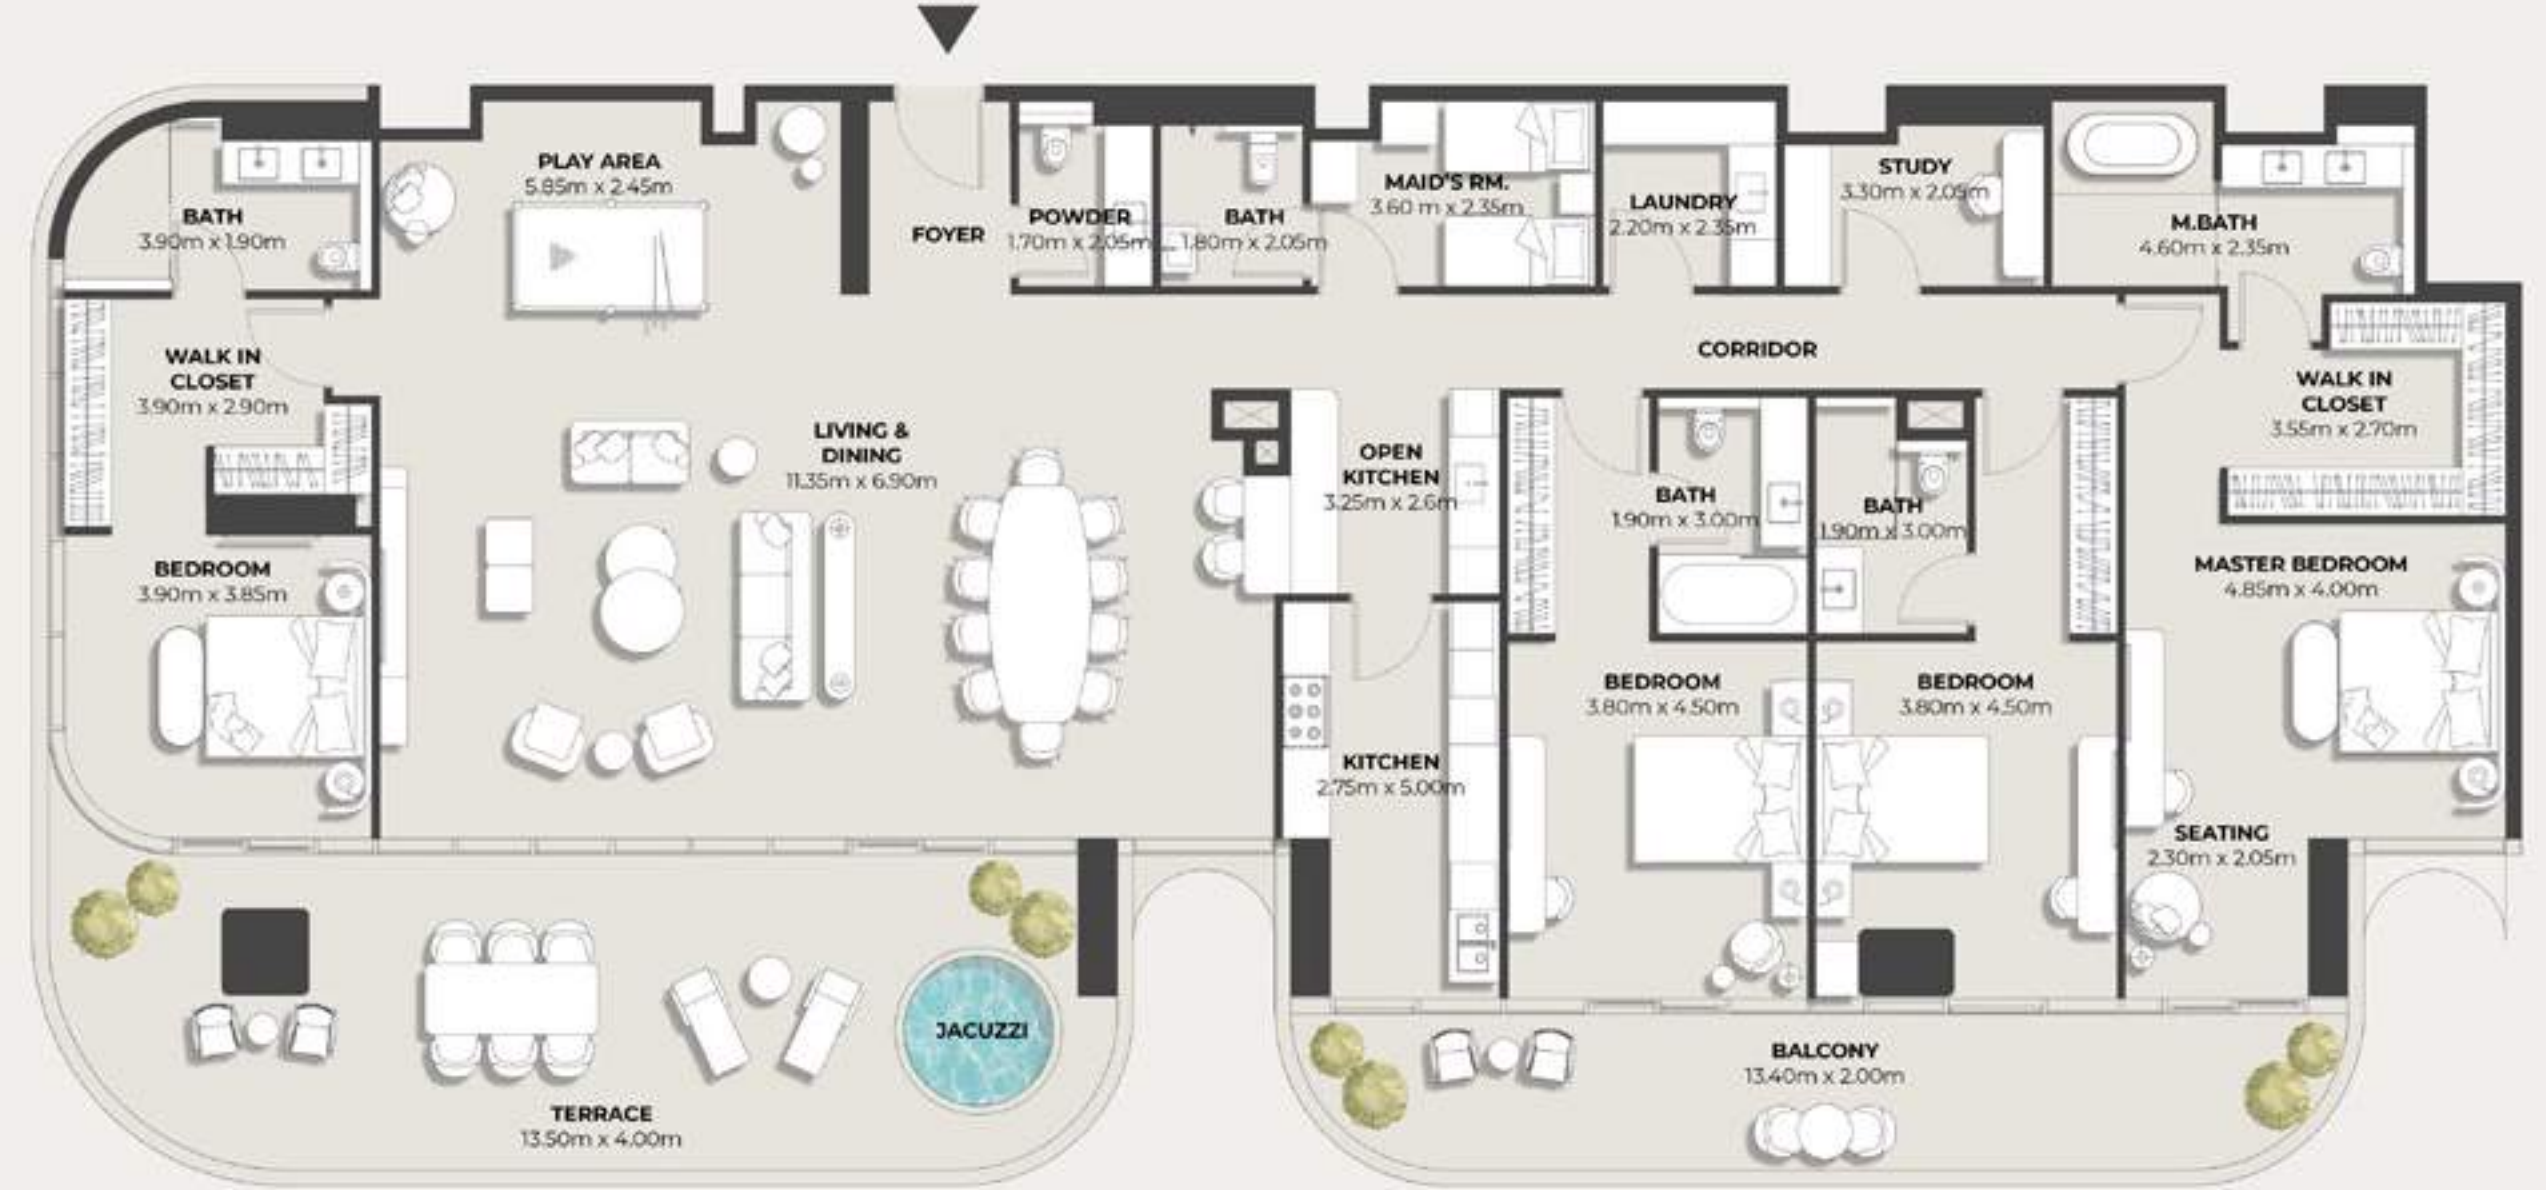 PLAY AREA
5.85m x 2.45m
BATH
3.90m x 1.90m
FOYER
POWDER
1.70m x 2.05m
BATH
1.80m x 2.05m
MAID'S RM.
3.60 m x 2.35m
LAUNDRY
2.20m x 2.35m
STUDY
3.30m x 2.05m
M.BATH
4.60m x 2.35m
WALK IN
CLOSET
3.90m x 2.90m
CORRIDOR
WALK IN
CLOSET
3.55m x 2.70m
LIVING &
DINING
11.35m x 6.90m
OPEN
KITCHEN
3.25m x 2.6m
BATH
1.90m x 3.00m
BATH
1.90m x 3.00m
BEDROOM
3.90m x 3.85m
MASTER BEDROOM
4.85m x 4.00m
BEDROOM
3.80m x 4.50m
BEDROOM
3.80m x 4.50m
KITCHEN
2.75m x 5.00m
SEATING
2.30m x 2.05m
JACUZZI
BALCONY
13.40m x 2.00m
TERRACE
13.50m x 4.00m